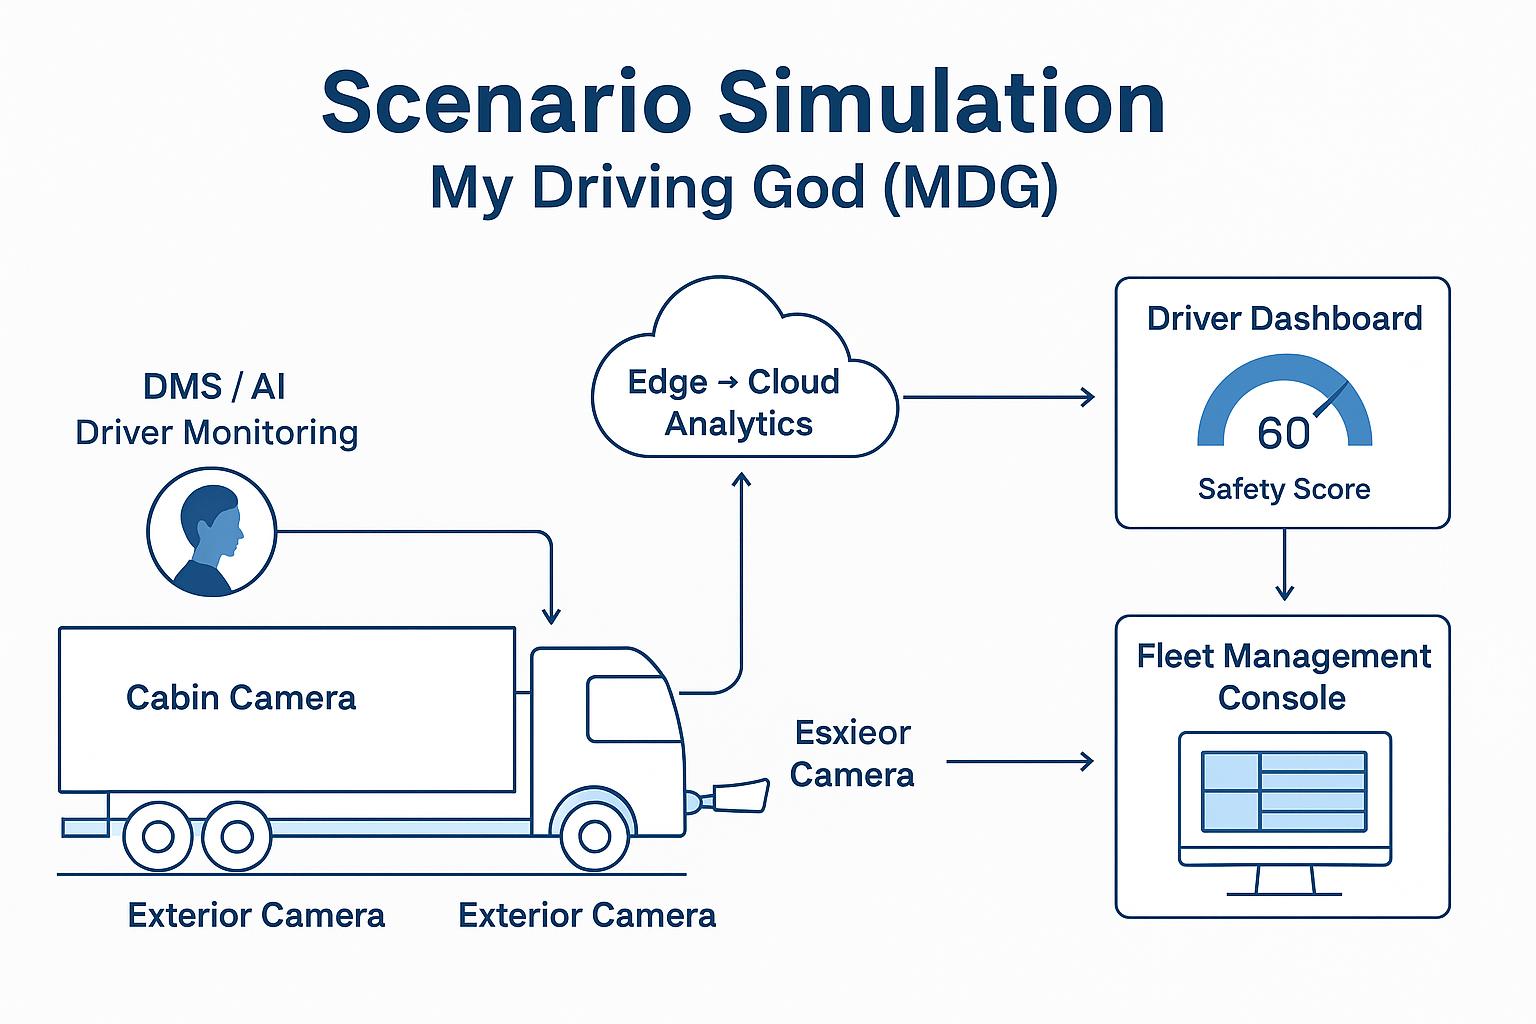 Scenario Simulation
My Driving God (MDG)
DMS / AI
Driver Monitoring
Edge → Cloud
Analytics
Driver Dashboard
60
Safety Score
Cabin Camera
Esxieor
Camera
Fleet Management
Console
Exterior Camera
Exterior Camera